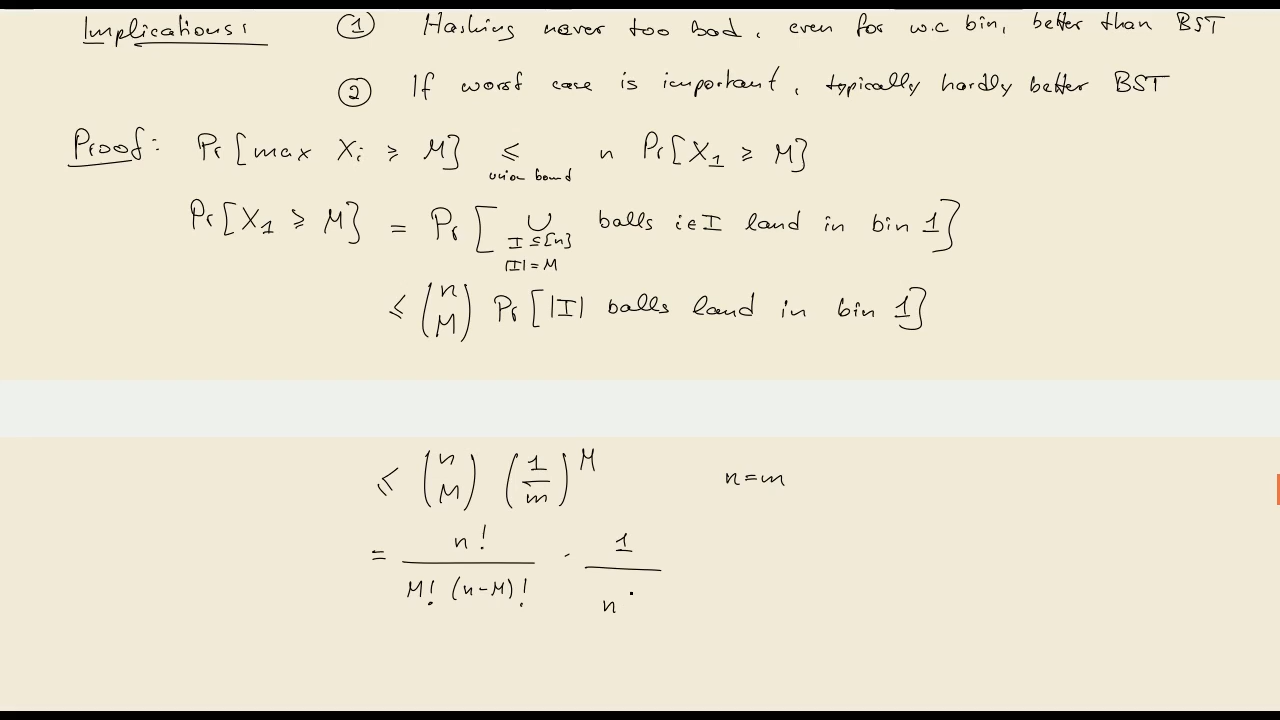 Implications: ① Hashing never too bad, even for w.c bin, better than BST
② If worst case is important, typically hardly better BST
Proof: Pr[max Xᵢ ⩾ M] ⩽ n Pr[X₁ ⩾ M]
union bound
Pr[X₁ ⩾ M] = Pr[ ∪ balls i∈I land in bin 1]
I ⊆ [n]
|I| = M
⩽ (n M) Pr[|I| balls land in bin 1]
⩽ (n M) (1/m)^M n=m
= n! / M! (n-M)! · 1 / n